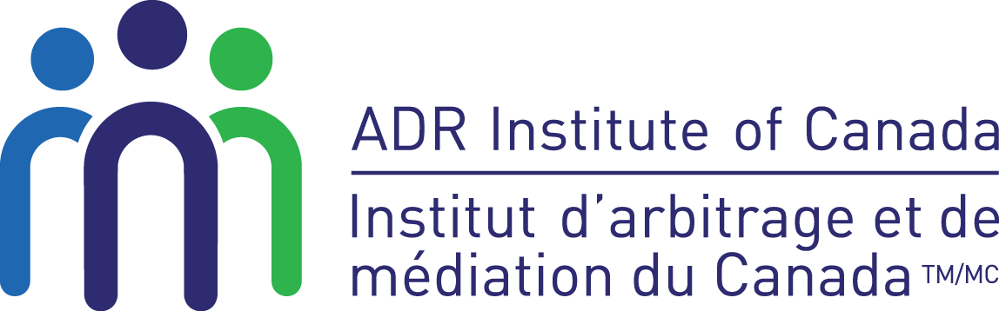 ADR Institute of Canada
Institut d'arbitrage et de
médiation du Canada TM/MC